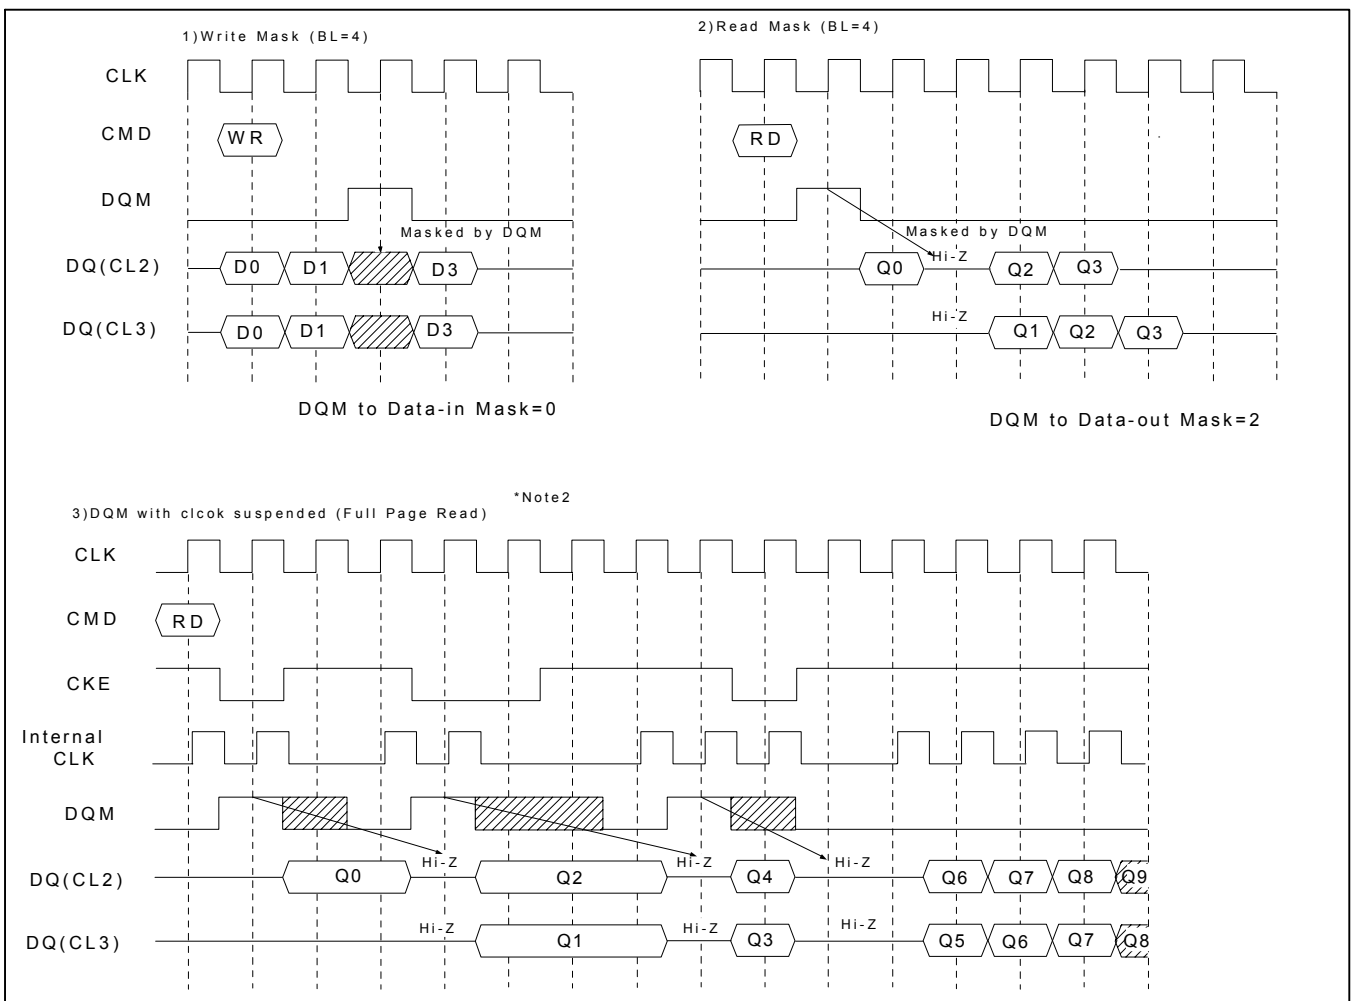 1)Write Mask (BL=4)
2)Read Mask (BL=4)
CLK
CMD
WR
RD
DQM
Masked by DQM
Masked by DQM
DQ(CL2)
D0 D1 D3
Q0 Hi-Z Q2 Q3
DQ(CL3)
D0 D1 D3
Hi-Z Q1 Q2 Q3
DQM to Data-in Mask=0
DQM to Data-out Mask=2
*Note2
3)DQM with clcok suspended (Full Page Read)
CLK
CMD
RD
CKE
Internal
CLK
DQM
Hi-Z Hi-Z Hi-Z
DQ(CL2)
Q0 Q2 Q4 Q6 Q7 Q8 Q9
Hi-Z Hi-Z Hi-Z
DQ(CL3)
Q1 Q3 Q5 Q6 Q7 Q8